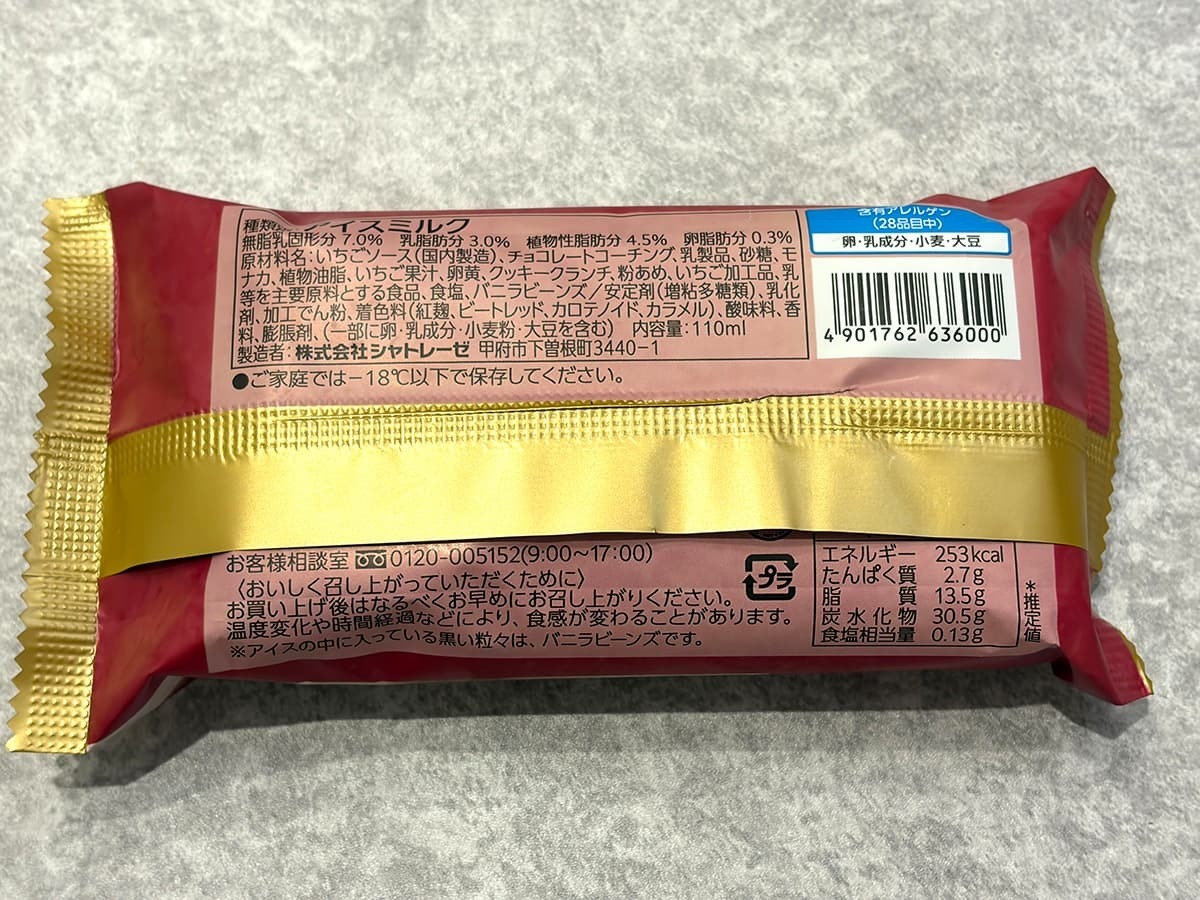 種類別 アイスミルク
無脂乳固形分 7.0% 乳脂肪分 3.0% 植物性脂肪分 4.5% 卵脂肪分 0.3%
原材料名：いちごソース（国内製造）、チョコレートコーチング、乳製品、砂糖、モ
ナカ、植物油脂、いちご果汁、卵黄、クッキークランチ、粉あめ、いちご加工品、乳
等を主要原料とする食品、食塩、バニラビーンズ／安定剤（増粘多糖類）、乳化
剤、加工でん粉、着色料（紅麹、ビートレッド、カロテノイド、カラメル）、酸味料、香
料、膨脹剤、（一部に卵・乳成分・小麦粉・大豆を含む） 内容量：110ml
製造者：株式会社シャトレーゼ 甲府市下曽根町3440-1
●ご家庭では－18℃以下で保存してください。
含有アレルゲン
（28品目中）
卵・乳成分・小麦・大豆
4 901762 636000
お客様相談室 0120-005152(9:00〜17:00)
〈おいしく召し上がっていただくために〉
お買い上げ後はなるべくお早めにお召し上がりください。
温度変化や時間経過などにより、食感が変わることがあります。
※アイスの中に入っている黒い粒々は、バニラビーンズです。
プラ
エネルギー 253kcal
たんぱく質 2.7g
脂質 13.5g
炭水化物 30.5g
食塩相当量 0.13g
*推定値